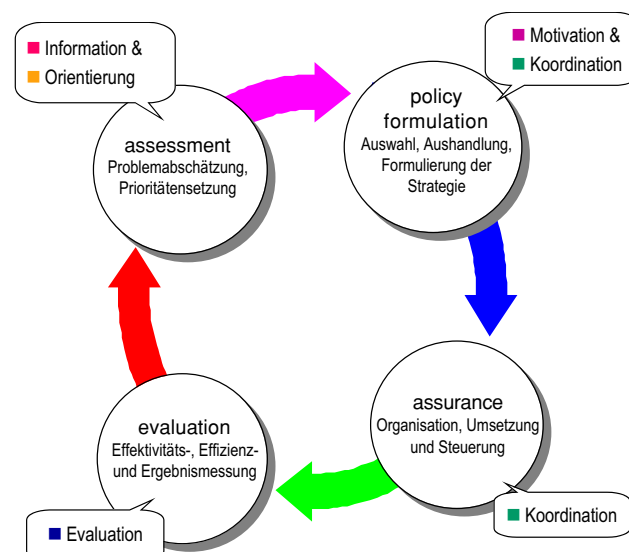 Information &
Orientierung
Motivation &
Koordination
assessment
Problemabschätzung,
Prioritätensetzung
policy
formulation
Auswahl, Aushandlung,
Formulierung der
Strategie
evaluation
Effektivitäts-, Effizienz-
und Ergebnismessung
assurance
Organisation, Umsetzung
und Steuerung
Evaluation
Koordination